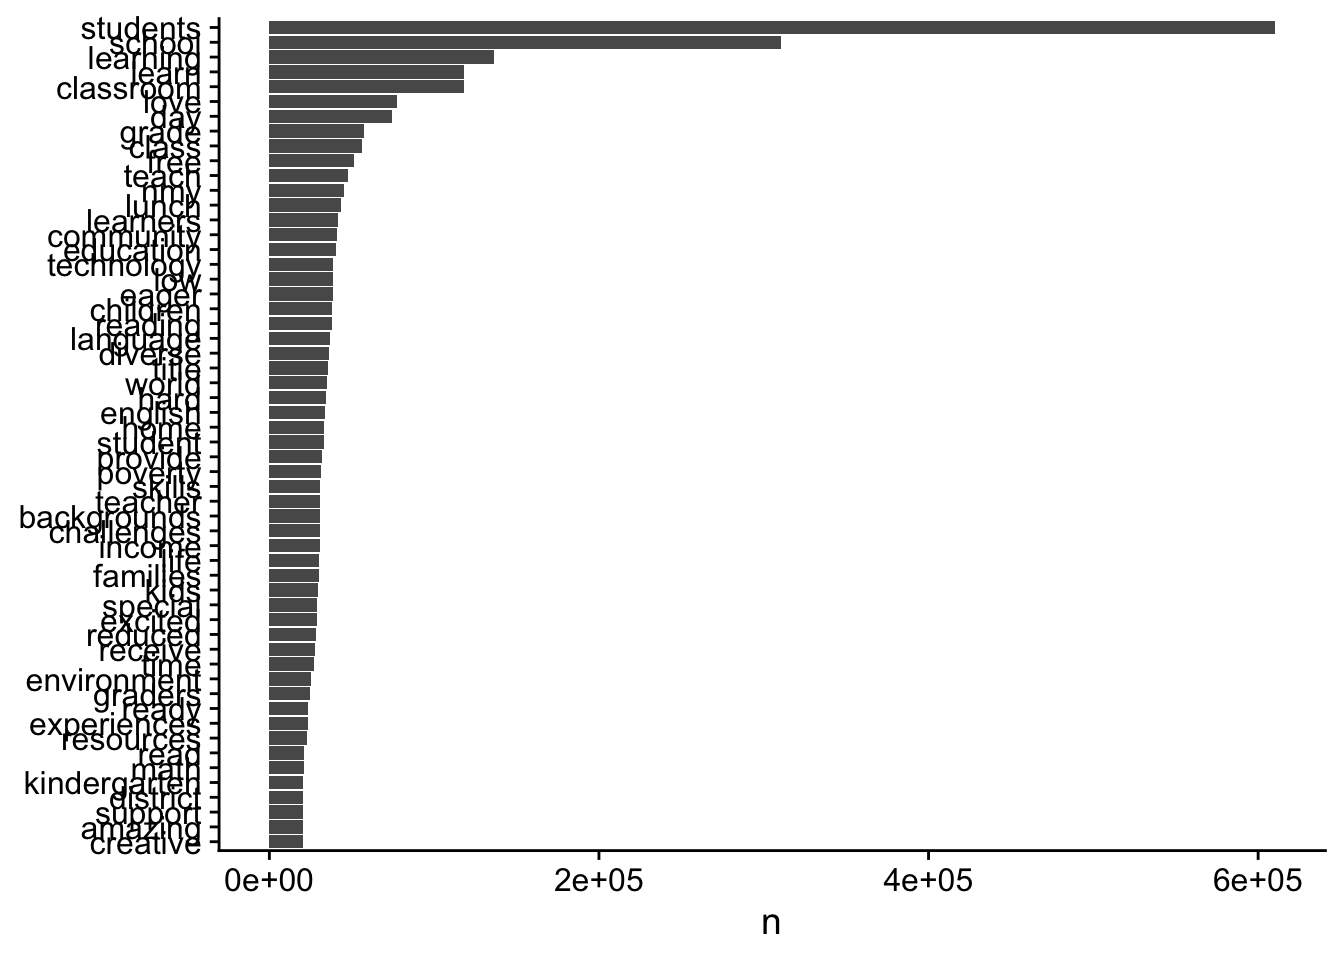 students
school
learning
learn
classroom
love
day
grade
class
free
teach
nmy
lunch
learners
community
education
technology
low
eager
children
reading
language
diverse
title
world
hard
english
home
student
provide
poverty
skills
teacher
backgrounds
challenges
income
life
families
kids
special
excited
reduced
receive
time
environment
graders
ready
experiences
resources
read
math
kindergarten
district
support
amazing
creative
0e+00 2e+05 4e+05 6e+05
n